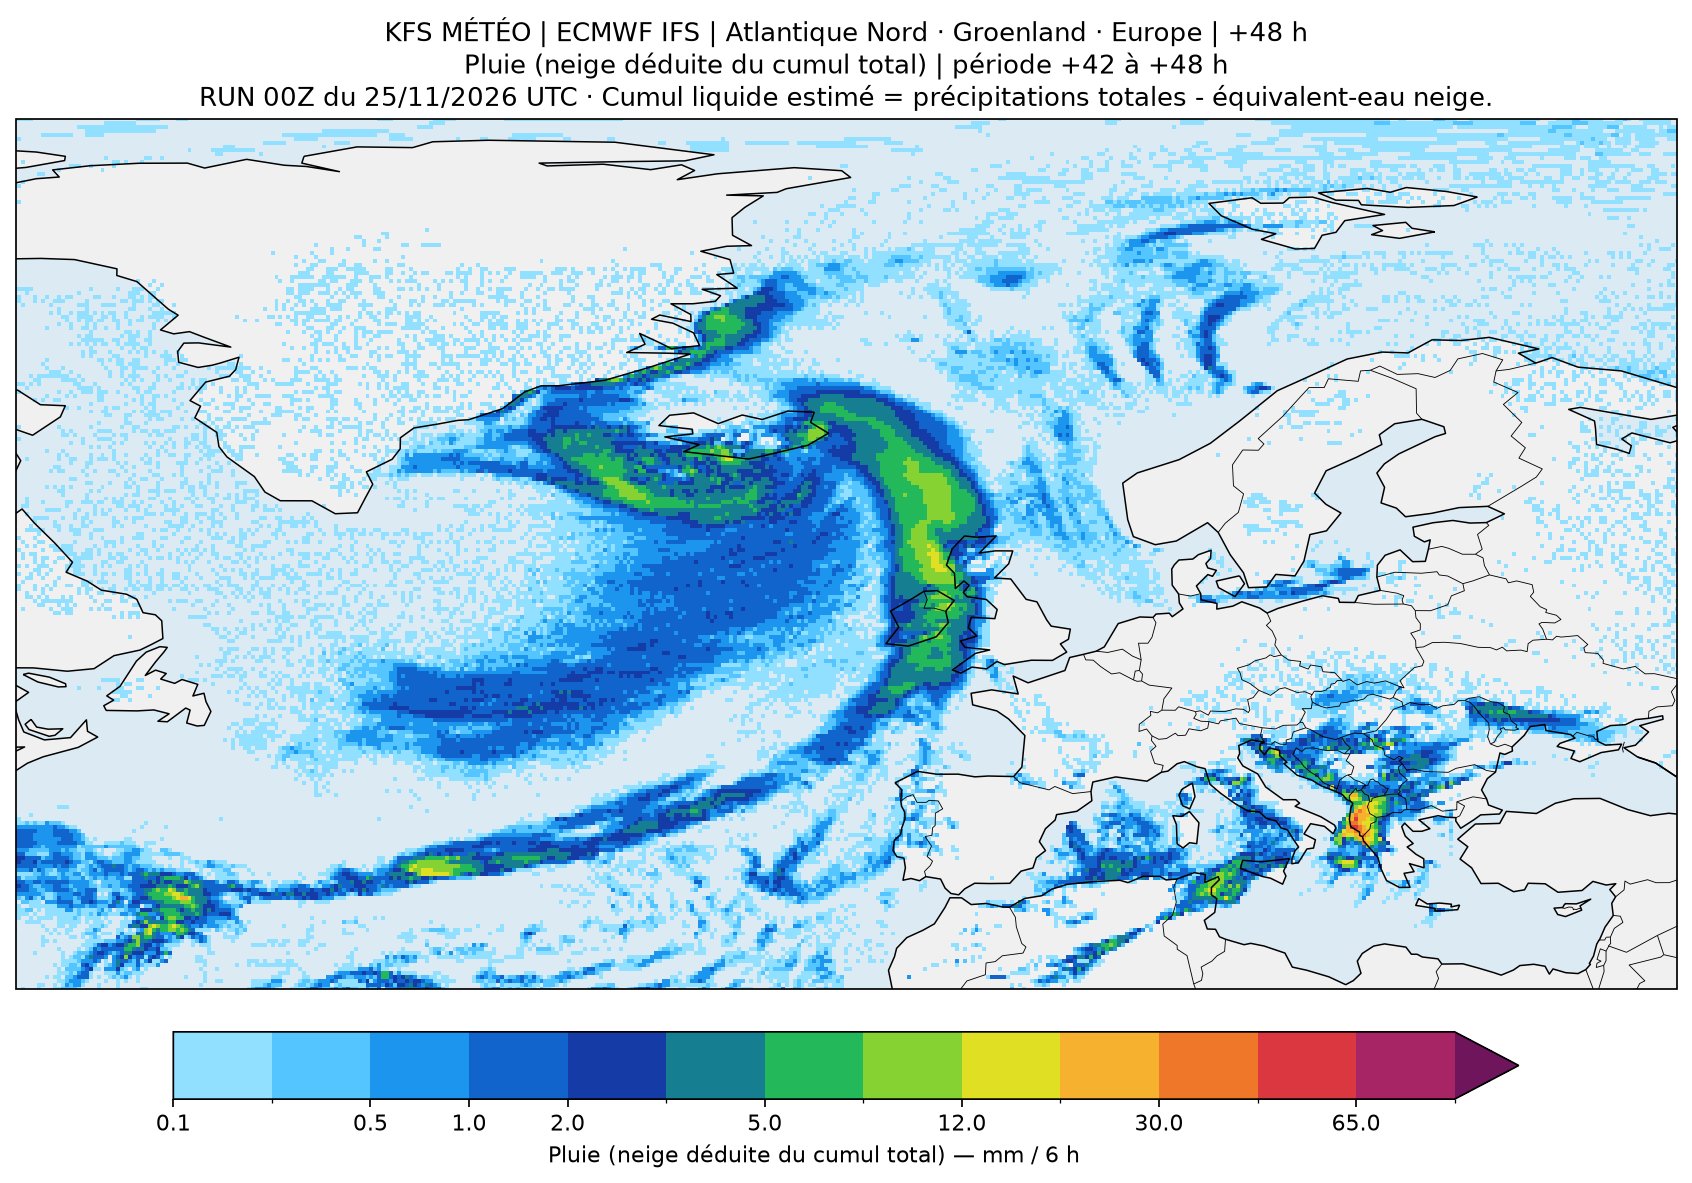 KFS MÉTÉO | ECMWF IFS | Atlantique Nord · Groenland · Europe | +48 h
Pluie (neige déduite du cumul total) | période +42 à +48 h
RUN 00Z du 25/11/2026 UTC · Cumul liquide estimé = précipitations totales - équivalent-eau neige.
0.1 0.5 1.0 2.0 5.0 12.0 30.0 65.0
Pluie (neige déduite du cumul total) — mm / 6 h